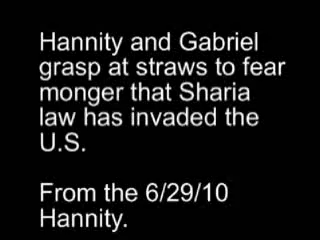 Hannity and Gabriel
grasp at straws to fear
monger that Sharia
law has invaded the
U.S.
From the 6/29/10
Hannity.